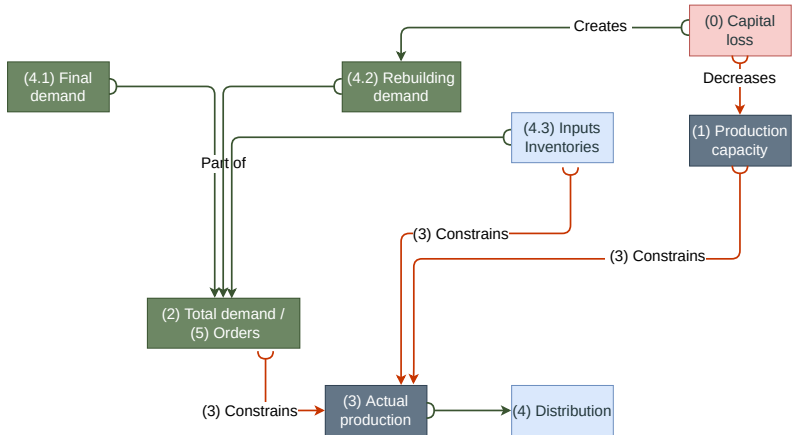 (0) Capital
loss
Creates
(4.1) Final
demand
(4.2) Rebuilding
demand
Decreases
(4.3) Inputs
Inventories
(1) Production
capacity
Part of
(3) Constrains
(3) Constrains
(2) Total demand /
(5) Orders
(3) Constrains
(3) Actual
production
(4) Distribution